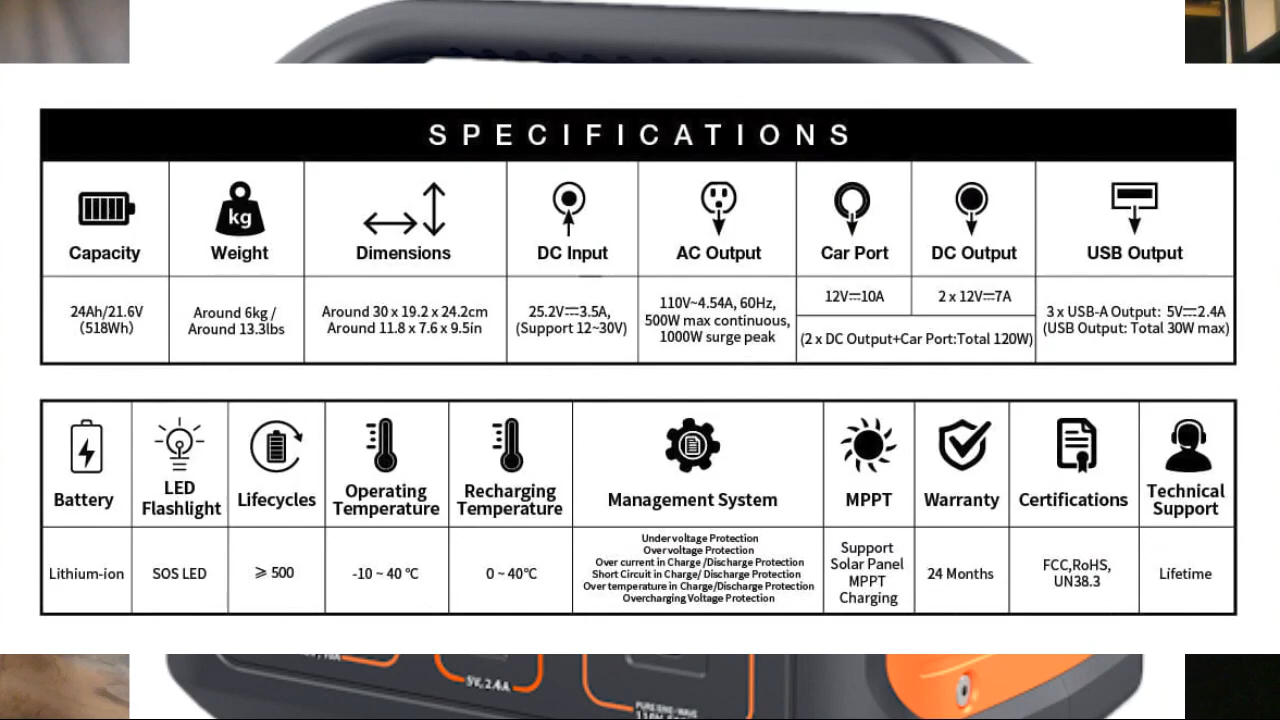 SPECIFICATIONS
kg
Capacity
Weight
Dimensions
DC Input
AC Output
Car Port
DC Output
USB Output
24Ah/21.6V
(518Wh)
Around 6kg /
Around 13.3lbs
Around 30 x 19.2 x 24.2cm
Around 11.8 x 7.6 x 9.5in
25.2V⎓3.5A,
(Support 12~30V)
110V~4.54A, 60Hz,
500W max continuous,
1000W surge peak
12V⎓10A
2 x 12V⎓7A
(2 x DC Output+Car Port:Total 120W)
3 x USB-A Output: 5V⎓2.4A
(USB Output: Total 30W max)
Battery
LED
Flashlight
Lifecycles
Operating
Temperature
Recharging
Temperature
Management System
MPPT
Warranty
Certifications
Technical
Support
Lithium-ion
SOS LED
⩾ 500
-10 ~ 40 ℃
0 ~ 40℃
Undervoltage Protection
Overvoltage Protection
Over current in Charge /Discharge Protection
Short Circuit in Charge/ Discharge Protection
Over temperature in Charge/Discharge Protection
Overcharging Voltage Protection
Support
Solar Panel
MPPT
Charging
24 Months
FCC,RoHS,
UN38.3
Lifetime
5V, 2.4A
PURE SINE-WAVE